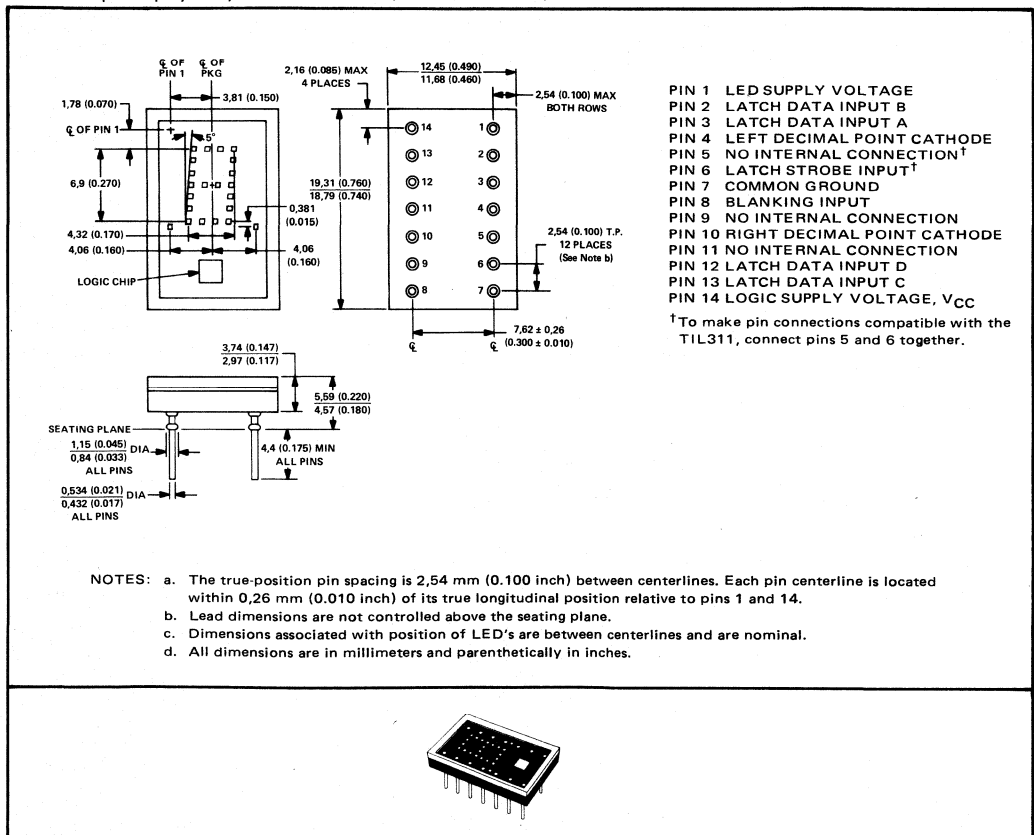 ℄ OF PIN 1
℄ OF PKG
3,81 (0.150)
1,78 (0.070)
℄ OF PIN 1
5°
6,9 (0.270)
0,381 (0.015)
4,32 (0.170)
4,06 (0.160)
4,06 (0.160)
LOGIC CHIP
2,16 (0.085) MAX
4 PLACES
12,45 (0.490)
11,68 (0.460)
2,54 (0.100) MAX
BOTH ROWS
14 1
13 2
12 3
11 4
10 5
9 6
8 7
19,31 (0.760)
18,79 (0.740)
2,54 (0.100) T.P.
12 PLACES
(See Note b)
℄ ℄
7,62 ± 0,26
(0.300 ± 0.010)
PIN 1 LED SUPPLY VOLTAGE
PIN 2 LATCH DATA INPUT B
PIN 3 LATCH DATA INPUT A
PIN 4 LEFT DECIMAL POINT CATHODE
PIN 5 NO INTERNAL CONNECTION†
PIN 6 LATCH STROBE INPUT†
PIN 7 COMMON GROUND
PIN 8 BLANKING INPUT
PIN 9 NO INTERNAL CONNECTION
PIN 10 RIGHT DECIMAL POINT CATHODE
PIN 11 NO INTERNAL CONNECTION
PIN 12 LATCH DATA INPUT D
PIN 13 LATCH DATA INPUT C
PIN 14 LOGIC SUPPLY VOLTAGE, VCC
†To make pin connections compatible with the
TIL311, connect pins 5 and 6 together.
3,74 (0.147)
2,97 (0.117)
5,59 (0.220)
4,57 (0.180)
SEATING PLANE
1,15 (0.045)
0,84 (0.033) DIA
ALL PINS
4,4 (0.175) MIN
ALL PINS
0,534 (0.021)
0,432 (0.017) DIA
ALL PINS
NOTES: a. The true-position pin spacing is 2,54 mm (0.100 inch) between centerlines. Each pin centerline is located
within 0,26 mm (0.010 inch) of its true longitudinal position relative to pins 1 and 14.
b. Lead dimensions are not controlled above the seating plane.
c. Dimensions associated with position of LED's are between centerlines and are nominal.
d. All dimensions are in millimeters and parenthetically in inches.